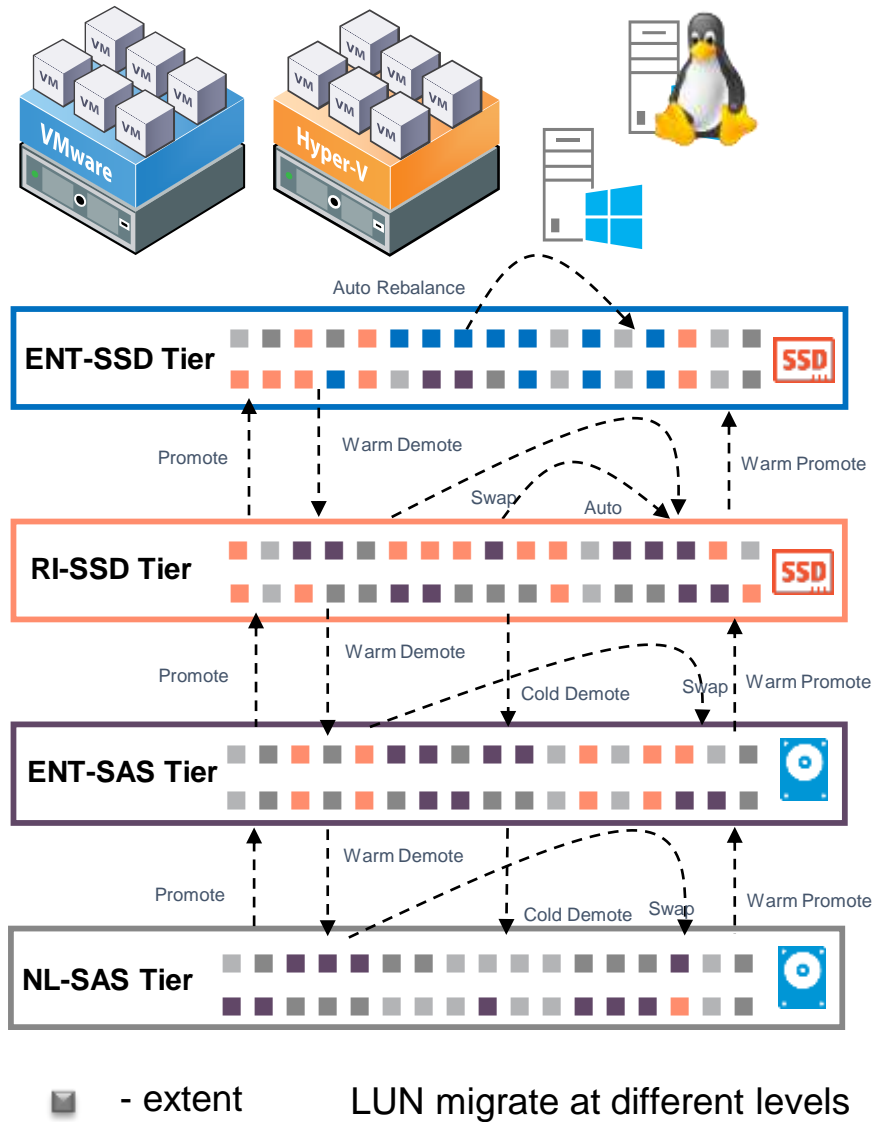 VM VM VM VM VM VM
VMware
VM VM VM VM VM VM
Hyper-V
Auto Rebalance
ENT-SSD Tier
SSD
Promote
Warm Demote
Swap
Auto
Warm Promote
RI-SSD Tier
SSD
Promote
Warm Demote
Cold Demote
Swap
Warm Promote
ENT-SAS Tier
Promote
Warm Demote
Cold Demote
Swap
Warm Promote
NL-SAS Tier
- extent
LUN migrate at different levels